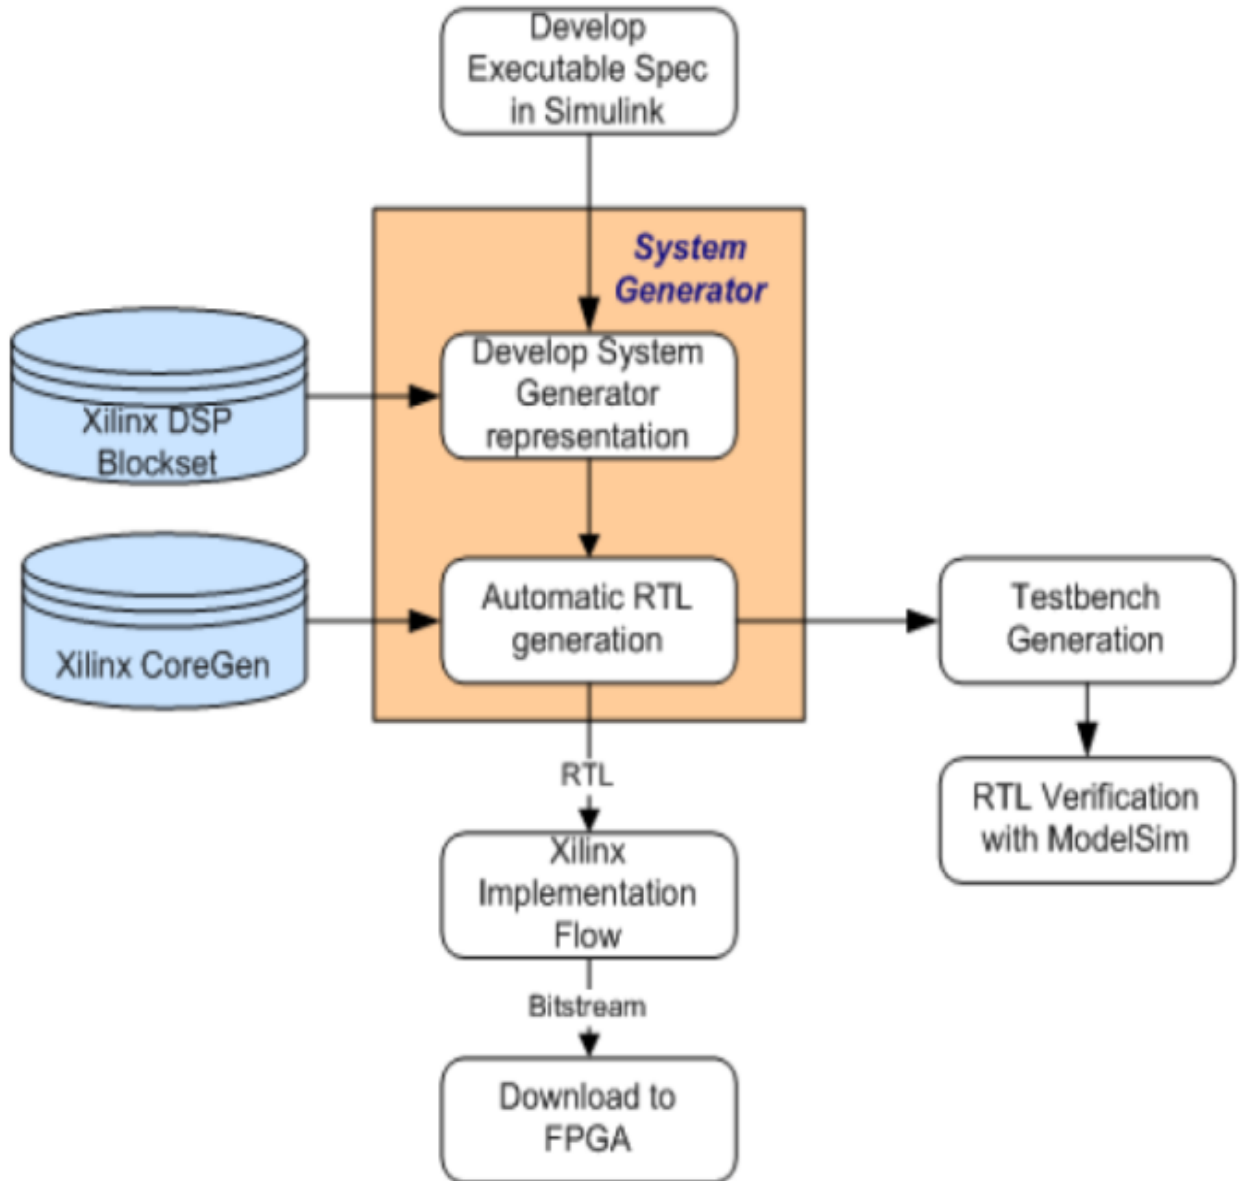 Develop
Executable Spec
in Simulink
System
Generator
Xilinx DSP
Blockset
Develop System
Generator
representation
Xilinx CoreGen
Automatic RTL
generation
Testbench
Generation
RTL
RTL Verification
with ModelSim
Xilinx
Implementation
Flow
Bitstream
Download to
FPGA